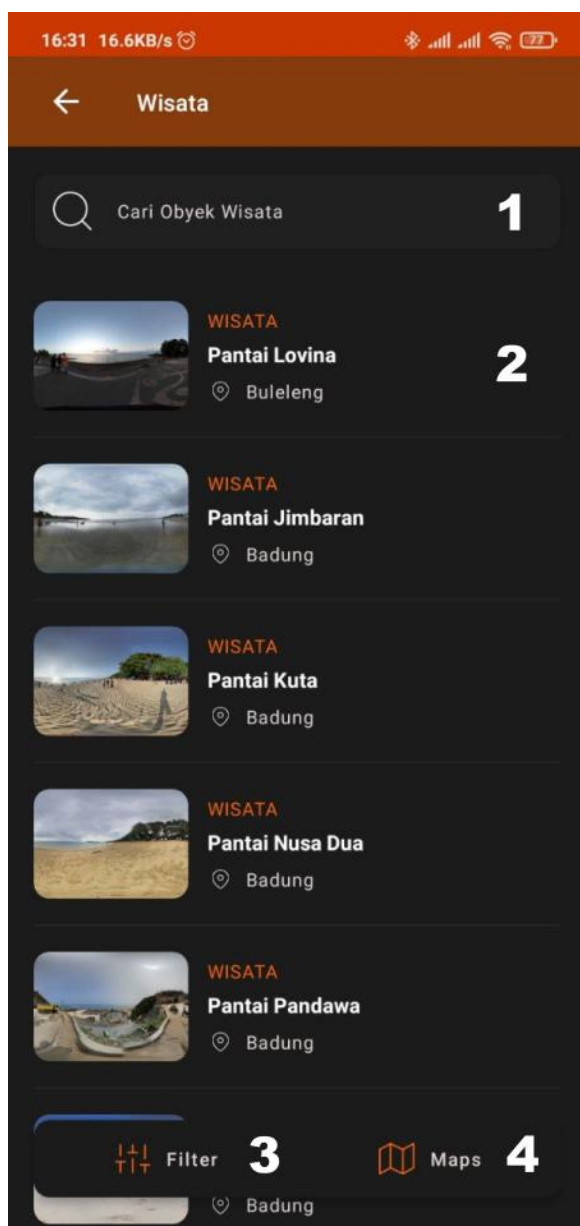 16:31 16.6KB/s 77
Wisata
Cari Obyek Wisata 1
WISATA
Pantai Lovina
Buleleng
2
WISATA
Pantai Jimbaran
Badung
WISATA
Pantai Kuta
Badung
WISATA
Pantai Nusa Dua
Badung
WISATA
Pantai Pandawa
Badung
Filter 3 Maps 4
Badung